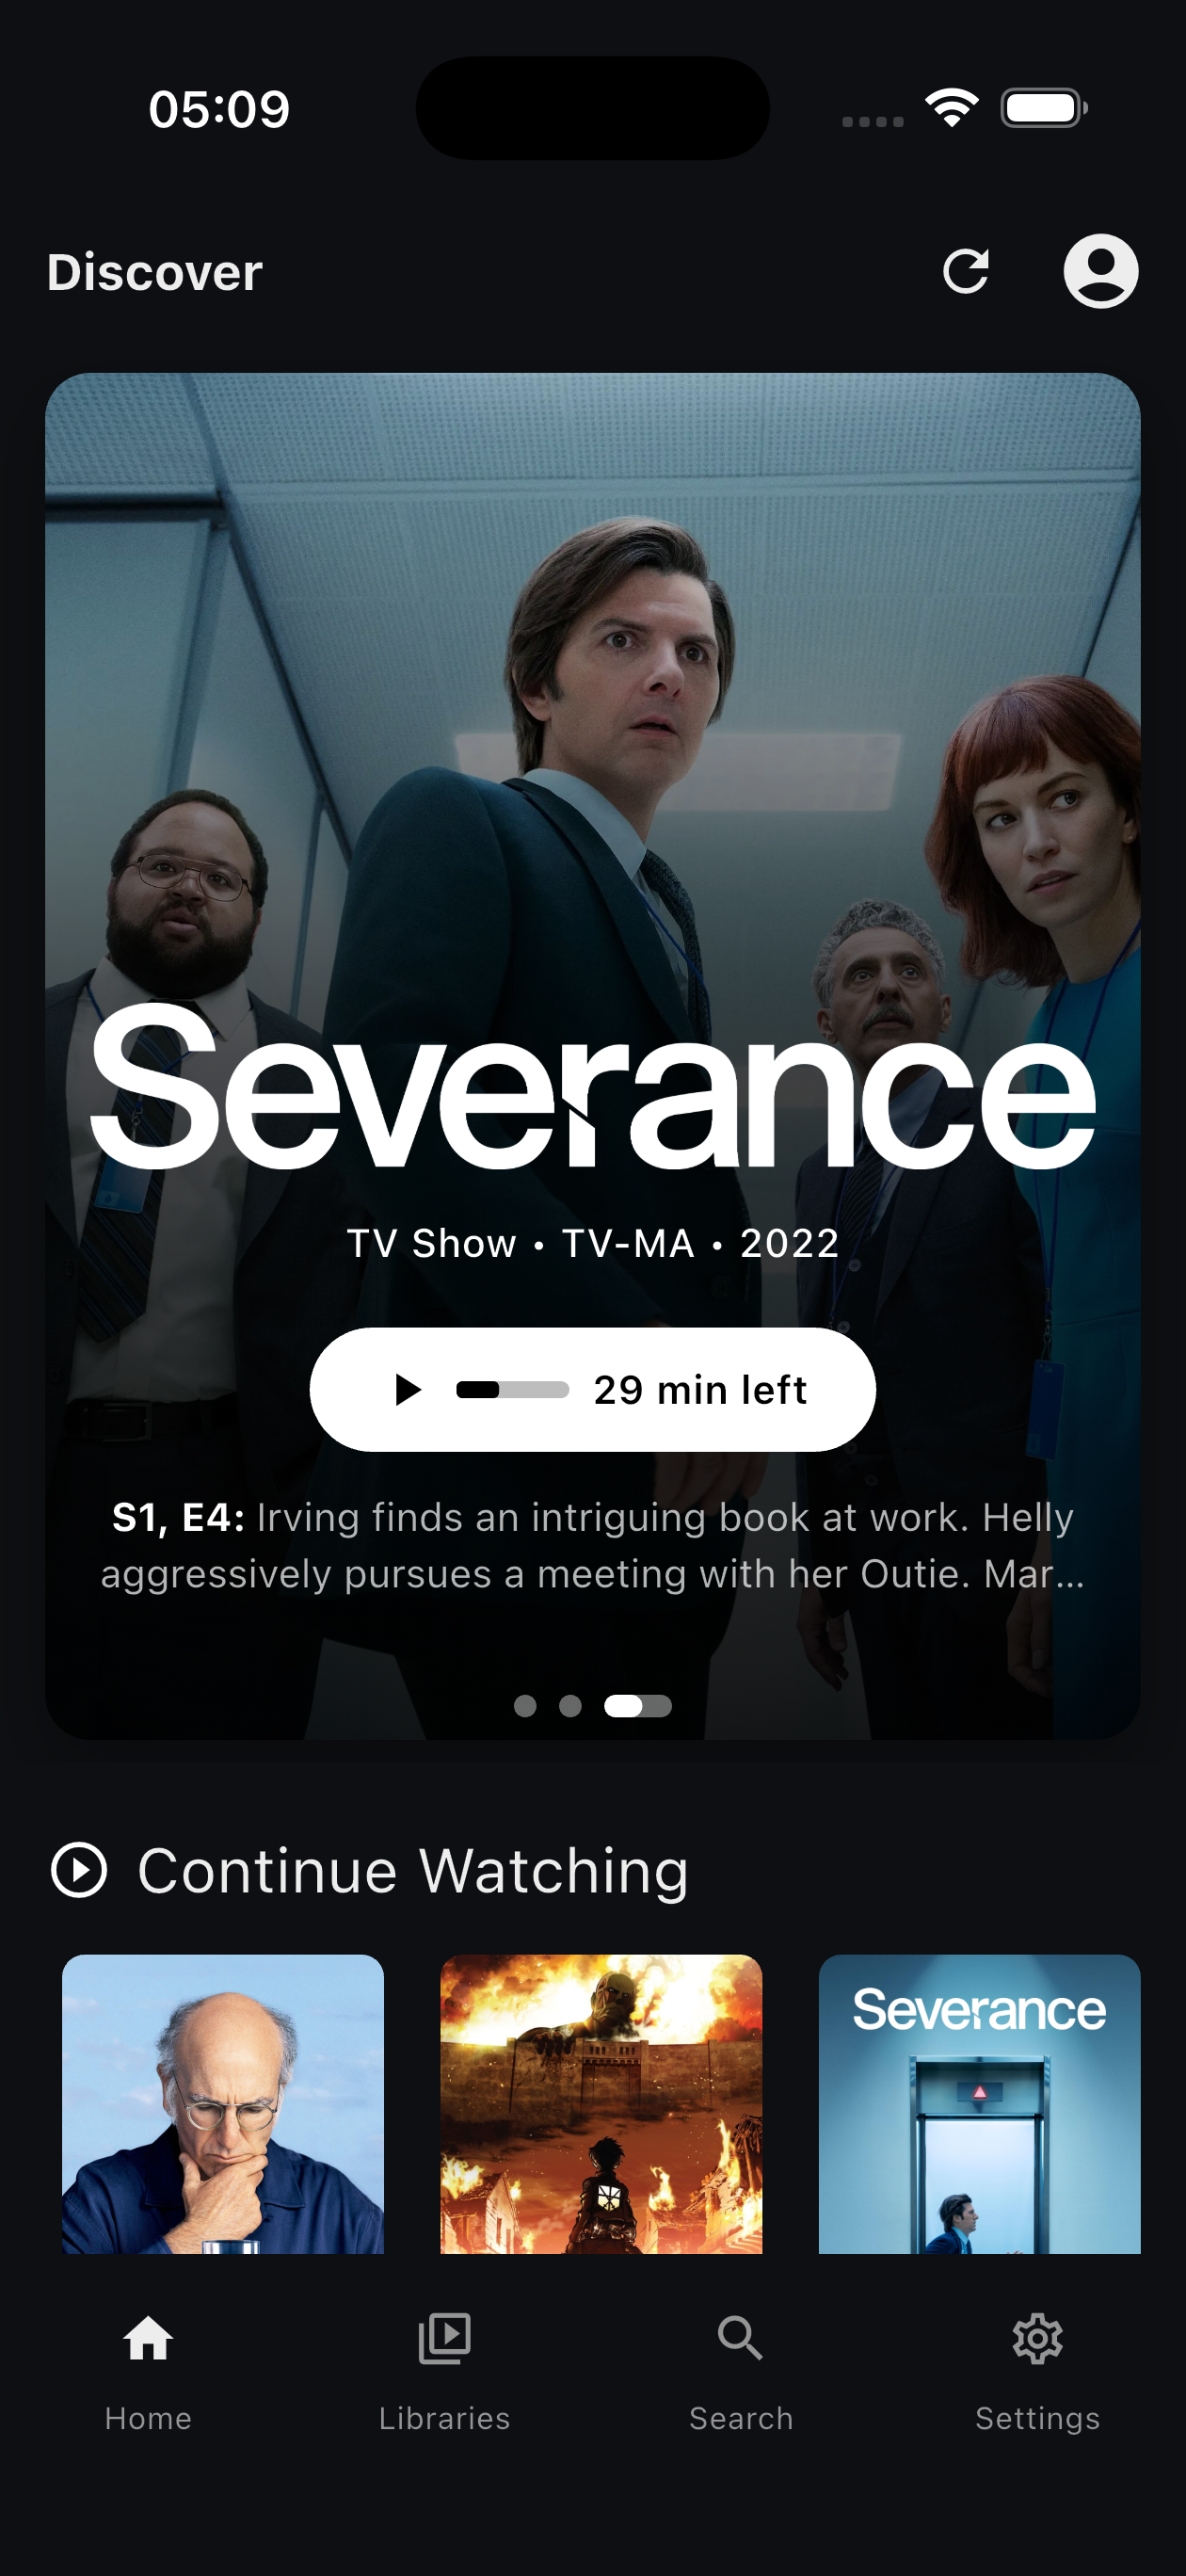 05:09
Discover
Severance
TV Show • TV-MA • 2022
29 min left
S1, E4: Irving finds an intriguing book at work. Helly
aggressively pursues a meeting with her Outie. Mar...
Continue Watching
Severance
Home
Libraries
Search
Settings